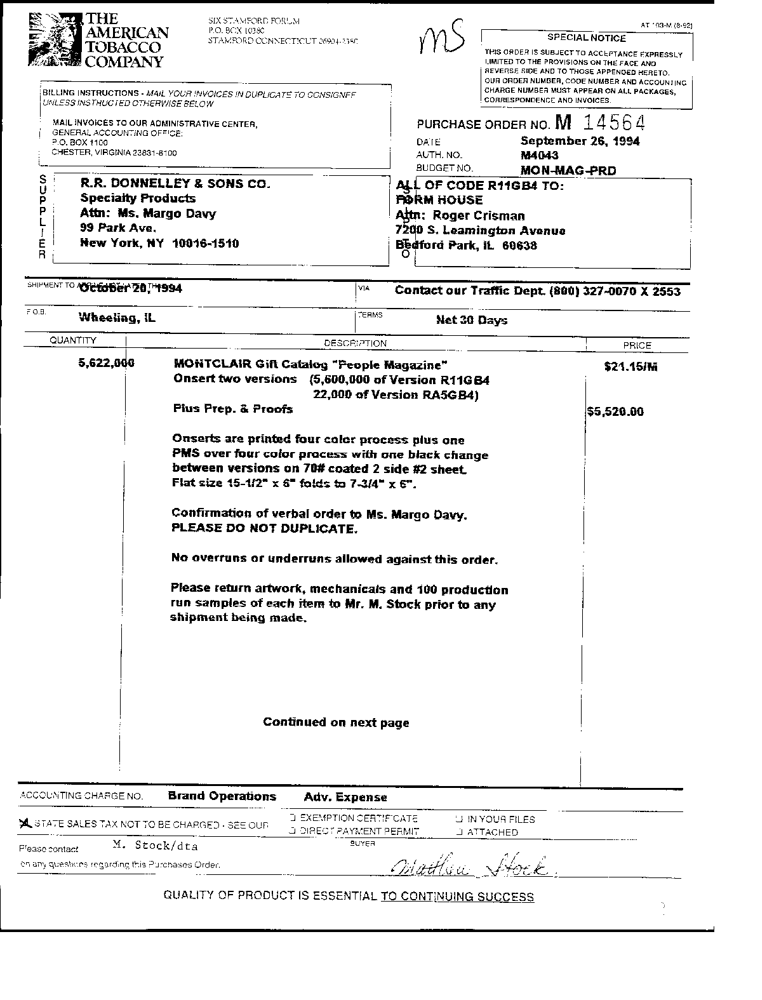 THE
AMERICAN
TOBACCO
COMPANY
SIX STAMFORD FORUM
P.O. BOX 10380
STAMFORD CONNECTICUT 06904-2380
MS
AT 103-M (8-92)
SPECIAL NOTICE
THIS ORDER IS SUBJECT TO ACCEPTANCE EXPRESSLY
LIMITED TO THE PROVISIONS ON THE FACE AND
REVERSE SIDE AND TO THOSE APPENDED HERETO.
OUR ORDER NUMBER, CODE NUMBER AND ACCOUNTING
CHARGE NUMBER MUST APPEAR ON ALL PACKAGES,
CORRESPONDENCE AND INVOICES.
BILLING INSTRUCTIONS - MAIL YOUR INVOICES IN DUPLICATE TO CONSIGNEE
UNLESS INSTRUCTED OTHERWISE BELOW
MAIL INVOICES TO OUR ADMINISTRATIVE CENTER,
GENERAL ACCOUNTING OFFICE:
P.O. BOX 1100
CHESTER, VIRGINIA 23831-8100
PURCHASE ORDER NO. M 14564
DATE September 26, 1994
AUTH. NO. M4043
BUDGET NO. MON-MAG-PRD
SUPPLIER
R.R. DONNELLEY & SONS CO.
Specialty Products
Attn: Ms. Margo Davy
99 Park Ave.
New York, NY 10016-1510
ALL OF CODE R11GB4 TO:
FORM HOUSE
Attn: Roger Crisman
7200 S. Leamington Avenue
Bedford Park, IL 60638
SHIPMENT TO October 20, 1994
VIA Contact our Traffic Dept. (800) 327-0070 X 2553
F.O.B. Wheeling, IL
TERMS Net 30 Days
QUANTITY DESCRIPTION PRICE
5,622,000 MONTCLAIR Gift Catalog "People Magazine" $21.15/M
Onsert two versions (5,600,000 of Version R11GB4
22,000 of Version RA5GB4)
Plus Prep. & Proofs $5,520.00
Onserts are printed four color process plus one
PMS over four color process with one black change
between versions on 70# coated 2 side #2 sheet.
Flat size 15-1/2" x 6" folds to 7-3/4" x 6".
Confirmation of verbal order to Ms. Margo Davy.
PLEASE DO NOT DUPLICATE.
No overruns or underruns allowed against this order.
Please return artwork, mechanicals and 100 production
run samples of each item to Mr. M. Stock prior to any
shipment being made.
Continued on next page
ACCOUNTING CHARGE NO. Brand Operations Adv. Expense
STATE SALES TAX NOT TO BE CHARGED - SEE OUR
EXEMPTION CERTIFICATE
DIRECT PAYMENT PERMIT
IN YOUR FILES
ATTACHED
Please contact M. Stock/dta
on any questions regarding this Purchases Order.
BUYER
Matthew Stock
QUALITY OF PRODUCT IS ESSENTIAL TO CONTINUING SUCCESS